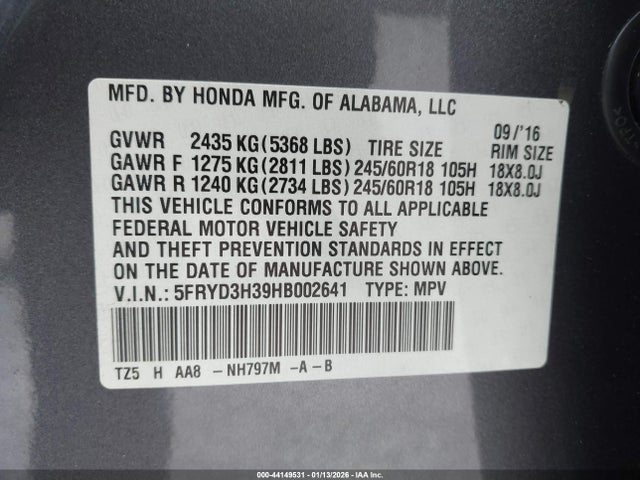 MFD. BY HONDA MFG. OF ALABAMA, LLC
09/'16
GVWR 2435 KG(5368 LBS) TIRE SIZE RIM SIZE
GAWR F 1275 KG(2811 LBS)245/60R18 105H 18X8.0J
GAWR R 1240 KG(2734 LBS)245/60R18 105H 18X8.0J
THIS VEHICLE CONFORMS TO ALL APPLICABLE
FEDERAL MOTOR VEHICLE SAFETY
AND THEFT PREVENTION STANDARDS IN EFFECT
ON THE DATE OF MANUFACTURE SHOWN ABOVE.
V.I.N.: 5FRYD3H39HB002641 TYPE: MPV
TZ5 H AA8 -NH797M -A-B
000-44149531 - 01/13/2026 - IAA Inc.